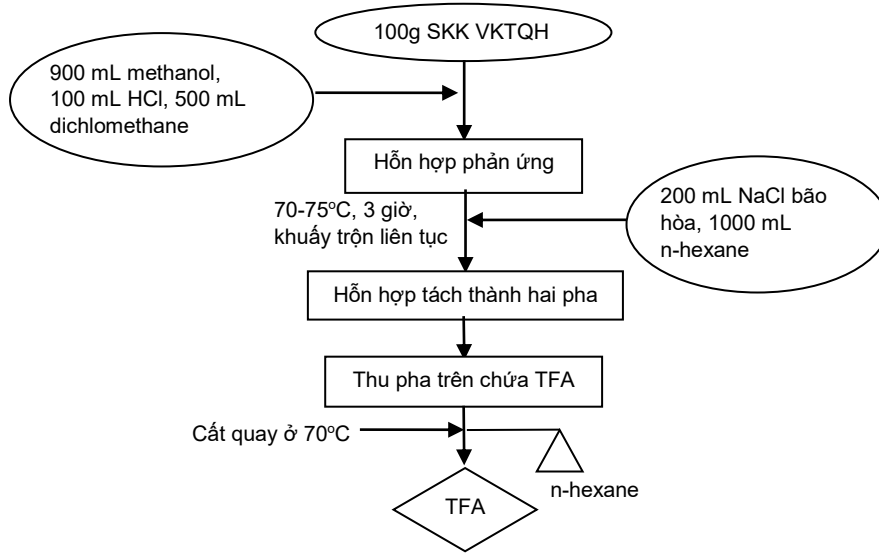 100g SKK VKTQH
900 mL methanol,
100 mL HCl, 500 mL
dichlomethane
Hỗn hợp phản ứng
70-75ºC, 3 giờ,
khuấy trộn liên tục
200 mL NaCl bão
hòa, 1000 mL
n-hexane
Hỗn hợp tách thành hai pha
Thu pha trên chứa TFA
Cất quay ở 70ºC
n-hexane
TFA